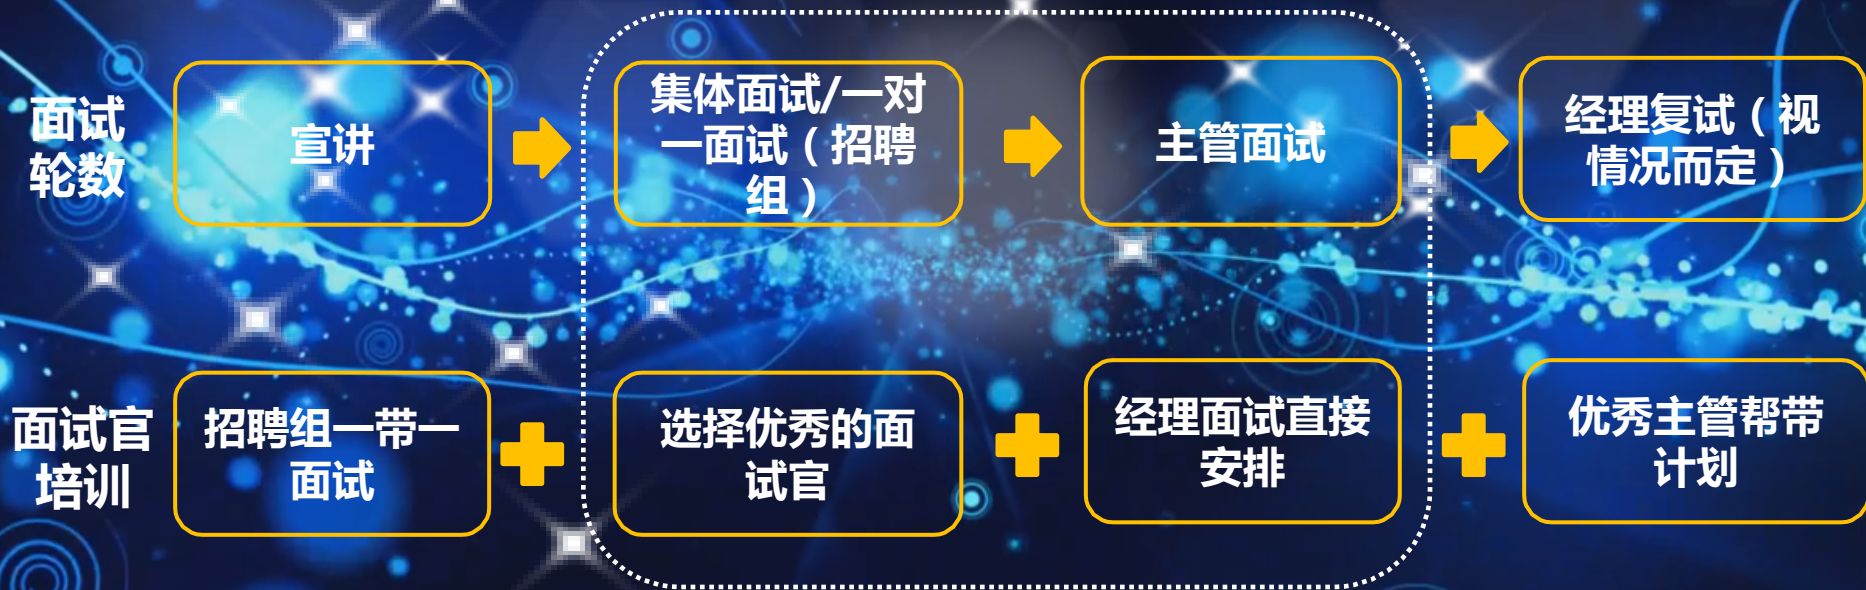 面试
轮数
宣讲
集体面试/一对
一面试（招聘
组）
主管面试
经理复试（视
情况而定）
面试官
培训
招聘组一带一
面试
选择优秀的面
试官
经理面试直接
安排
优秀主管帮带
计划